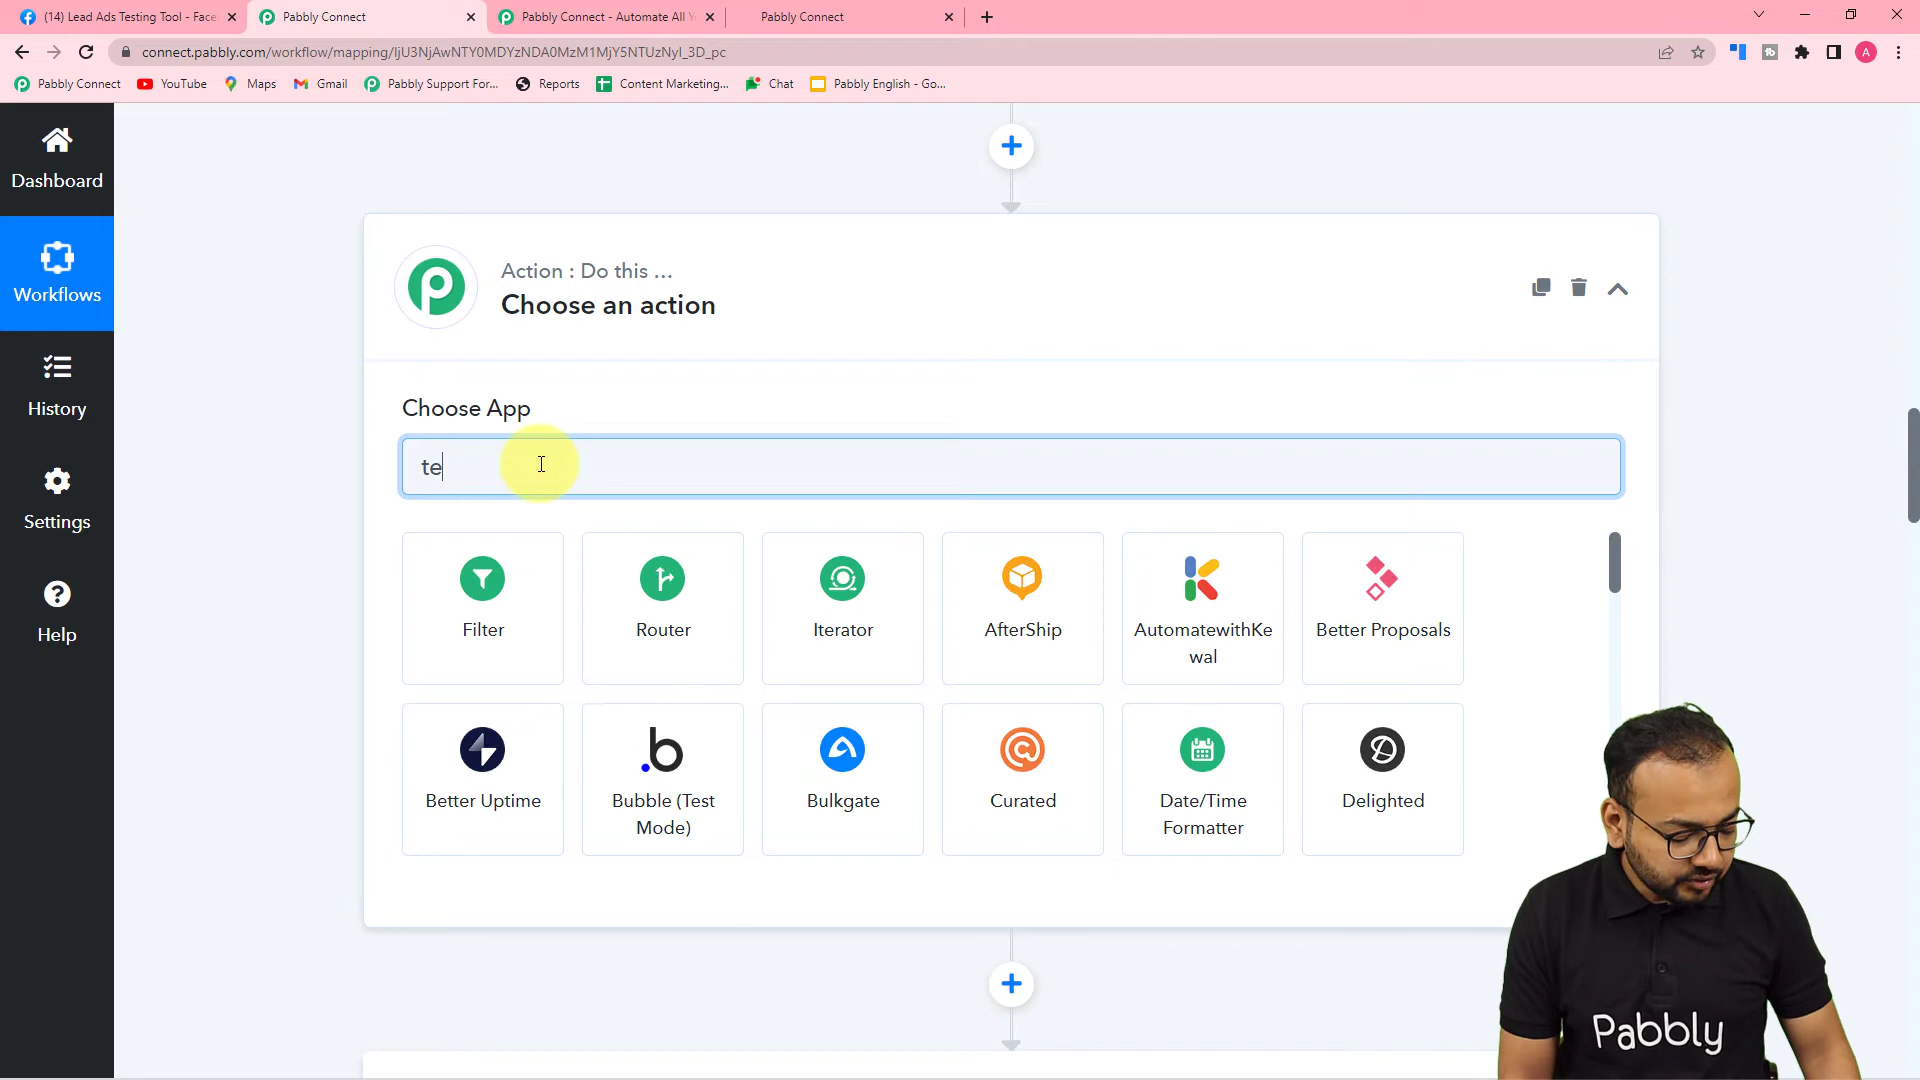 (14) Lead Ads Testing Tool - Face
Pabbly Connect
Pabbly Connect - Automate All Y
Pabbly Connect
connect.pabbly.com/workflow/mapping/IjU3NjAwNTY0MDYzNDA0MzM1MjY5NTUzNyI_3D_pc
A
Pabbly Connect
YouTube
Maps
Gmail
Pabbly Support For...
Reports
Content Marketing...
Chat
Pabbly English - Go...
Dashboard
Workflows
History
Settings
Help
Action : Do this ...
Choose an action
Choose App
te
Filter
Router
Iterator
AfterShip
AutomatewithKe
wal
Better Proposals
Better Uptime
Bubble (Test
Mode)
Bulkgate
Curated
Date/Time
Formatter
Delighted
Pabbly